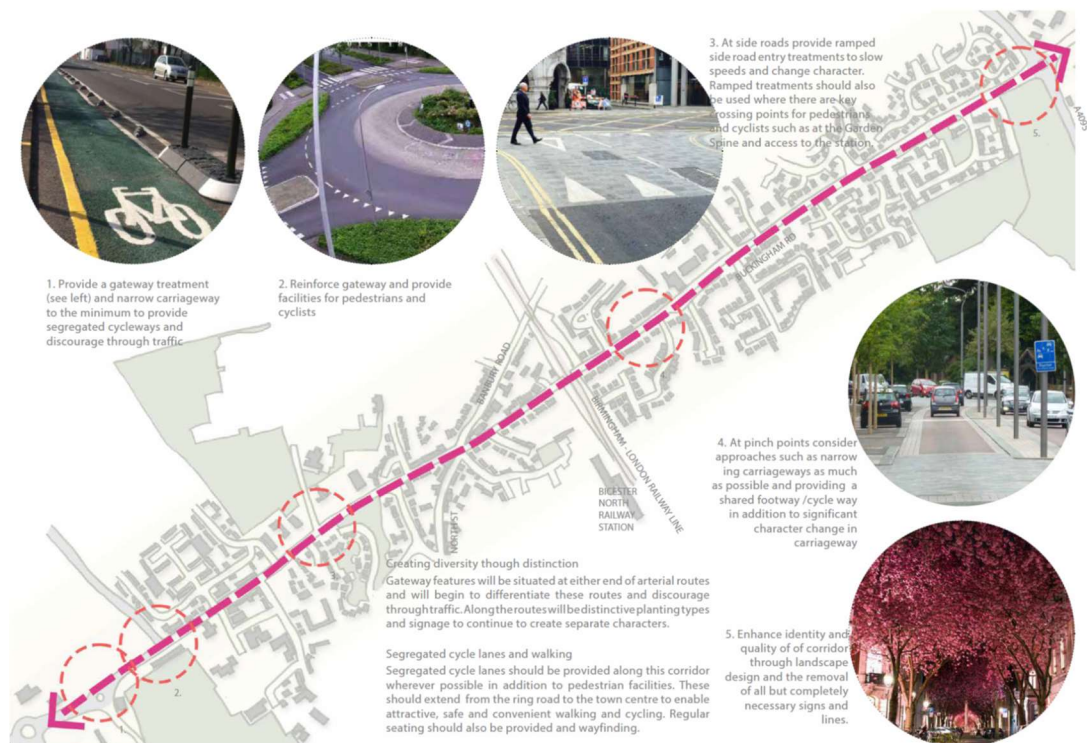 3. At side roads provide ramped
side road entry treatments to slow
speeds and change character.
Ramped treatments should also
be used where there are key
crossing points for pedestrians
and cyclists such as at the Garden
Spine and access to the station.
A4095
5.
1. Provide a gateway treatment
(see left) and narrow carriageway
to the minimum to provide
segregated cycleways and
discourage through traffic
2. Reinforce gateway and provide
facilities for pedestrians and
cyclists
BUCKINGHAM RD
BANBURY ROAD
BIRMINGHAM - LONDON RAILWAY LINE
BICESTER
NORTH
RAILWAY
STATION
NORTH ST
4. At pinch points consider
approaches such as narrow
ing carriageways as much
as possible and providing a
shared footway /cycle way
in addition to significant
character change in
carriageway
Creating diversity though distinction
Gateway features will be situated at either end of arterial routes
and will begin to differentiate these routes and discourage
through traffic. Along the routes will be distinctive planting types
and signage to continue to create separate characters.
Segregated cycle lanes and walking
Segregated cycle lanes should be provided along this corridor
wherever possible in addition to pedestrian facilities. These
should extend from the ring road to the town centre to enable
attractive, safe and convenient walking and cycling. Regular
seating should also be provided and wayfinding.
5. Enhance identity and
quality of of corridor
through landscape
design and the removal
of all but completely
necessary signs and
lines.
2.
1.